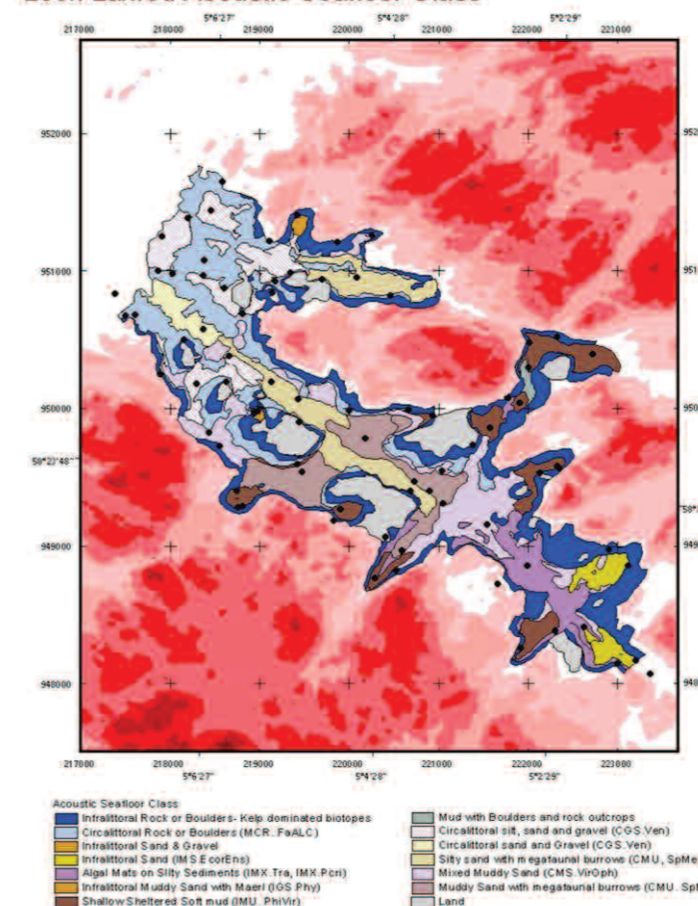 217000 218000 5°6'27" 219000 220000 5°4'28" 221000 222000 5°2'29" 221000
952000
951000
950000
58°23'48"
949000
948000
217000 218000 5°6'27" 219000 220000 5°4'28" 221000 222000 5°2'29" 221000
Acoustic Seafloor Class
Infralittoral Rock or Boulders- Kelp dominated biotopes
Circalittoral Rock or Boulders (MCR. FaALC)
Infralittoral Sand & Gravel
Infralittoral Sand (IMS.EcorEns)
Algal Mats on Silty Sediments (IMX.Tra, IMX.Pcri)
Infralittoral Muddy Sand with Maerl (IGS.Phy)
Shallow Sheltered Soft mud (IMU. PhiVir)
Mud with Boulders and rock outcrops
Circalittoral silt, sand and gravel (CGS.Ven)
Circalittoral sand and Gravel (CGS.Ven)
Silty sand with megafaunal burrows (CMU, SpMe
Mixed Muddy Sand (CMS.VirOph)
Muddy Sand with megafaunal burrows (CMU. Sp
Land